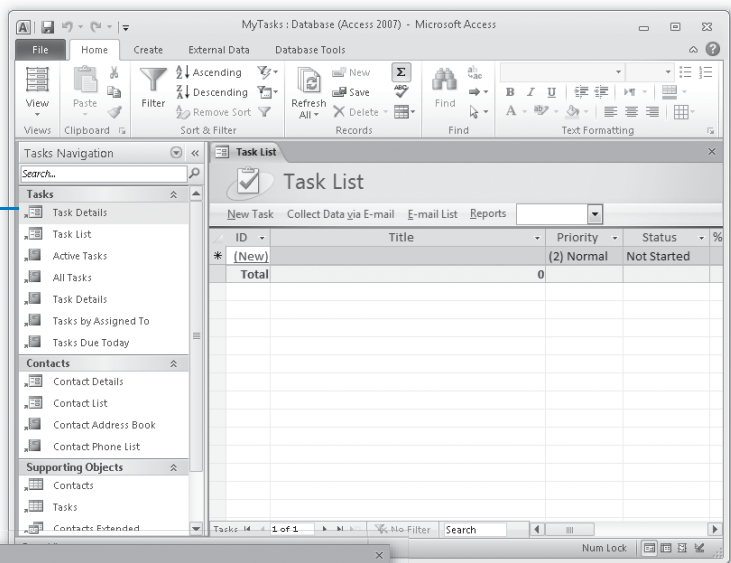 MyTasks : Database (Access 2007) - Microsoft Access
File Home Create External Data Database Tools
View
Views
Paste
Clipboard
Filter
Ascending
Descending
Remove Sort
Sort & Filter
Refresh
All
New
Save
Delete
Records
Find
Find
B I U
A
Text Formatting
Tasks Navigation
Search...
Tasks
Task Details
Task List
Active Tasks
All Tasks
Task Details
Tasks by Assigned To
Tasks Due Today
Contacts
Contact Details
Contact List
Contact Address Book
Contact Phone List
Supporting Objects
Contacts
Tasks
Contacts Extended
Task List
Task List
New Task Collect Data via E-mail E-mail List Reports
ID Title Priority Status %
(New) (2) Normal Not Started
Total 0
Tasks 1 of 1 No Filter Search
Num Lock